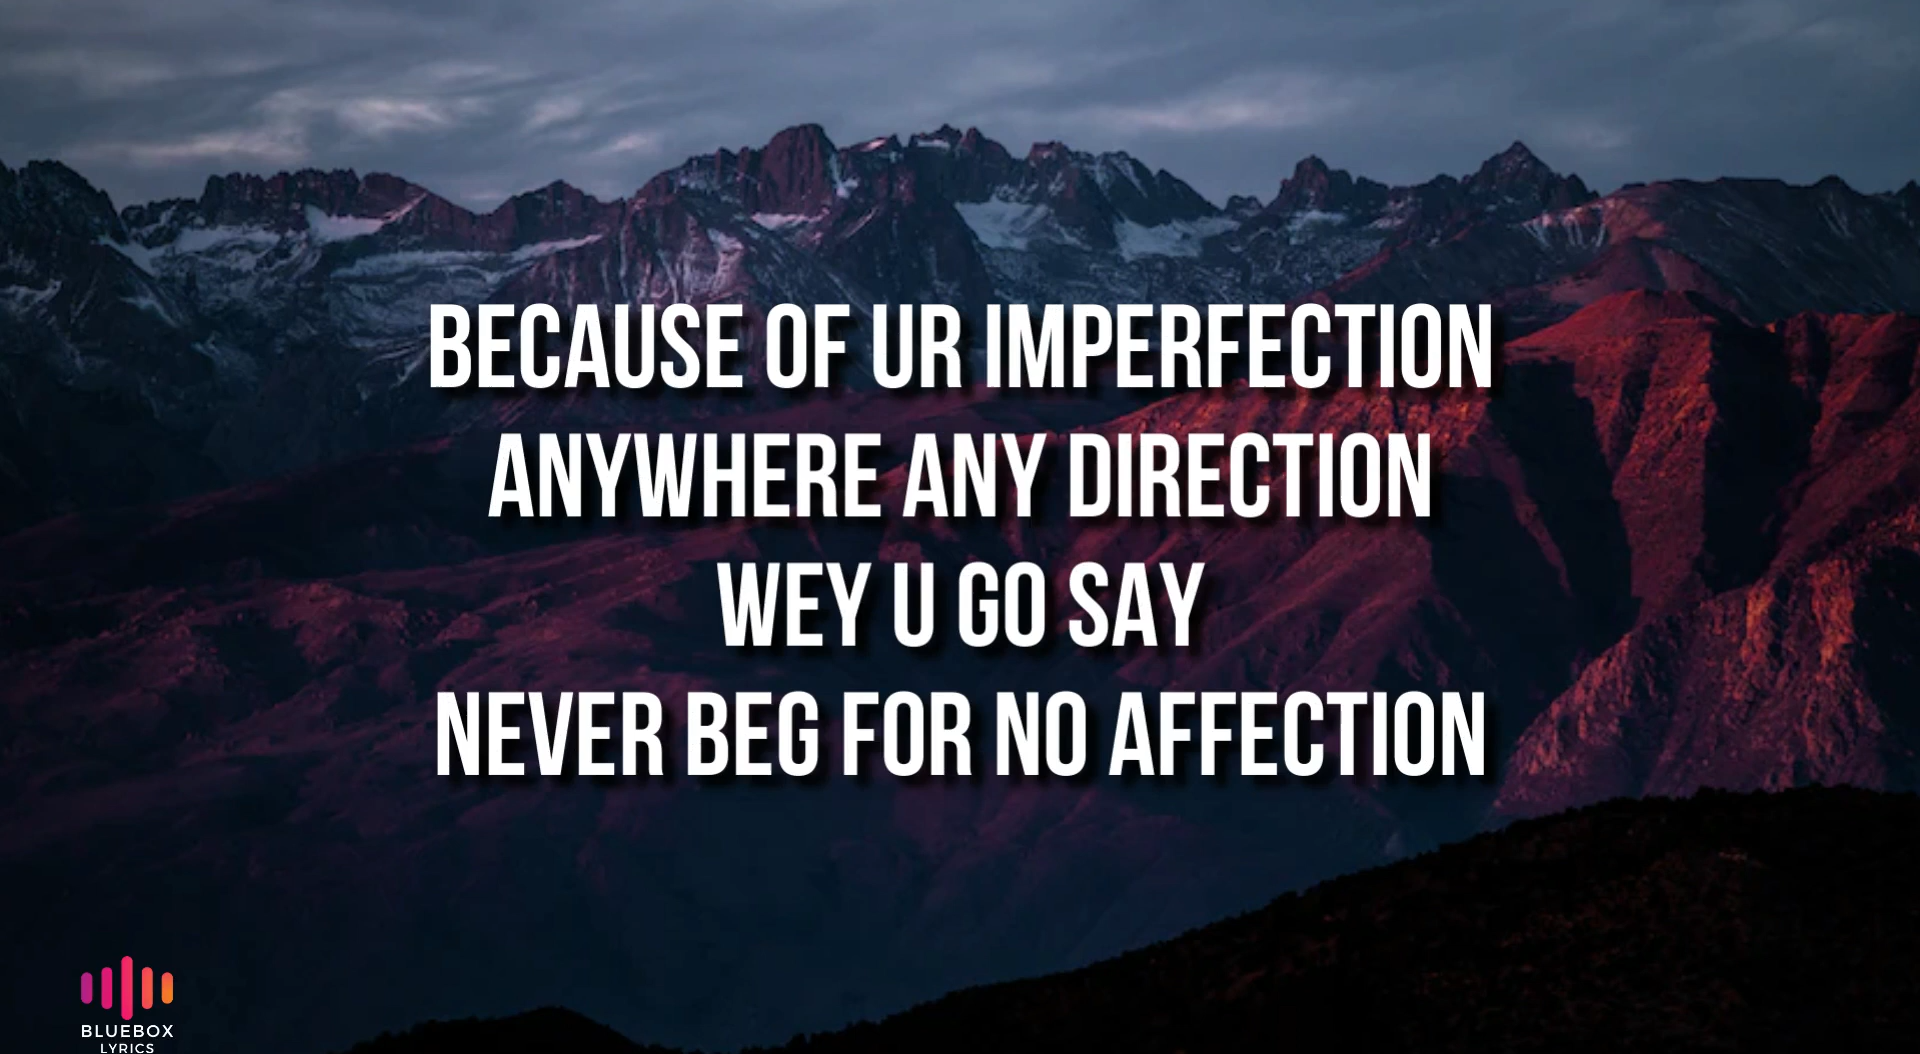 BECAUSE OF UR IMPERFECTION
ANYWHERE ANY DIRECTION
WEY U GO SAY
NEVER BEG FOR NO AFFECTION
BLUEBOX
LYRICS